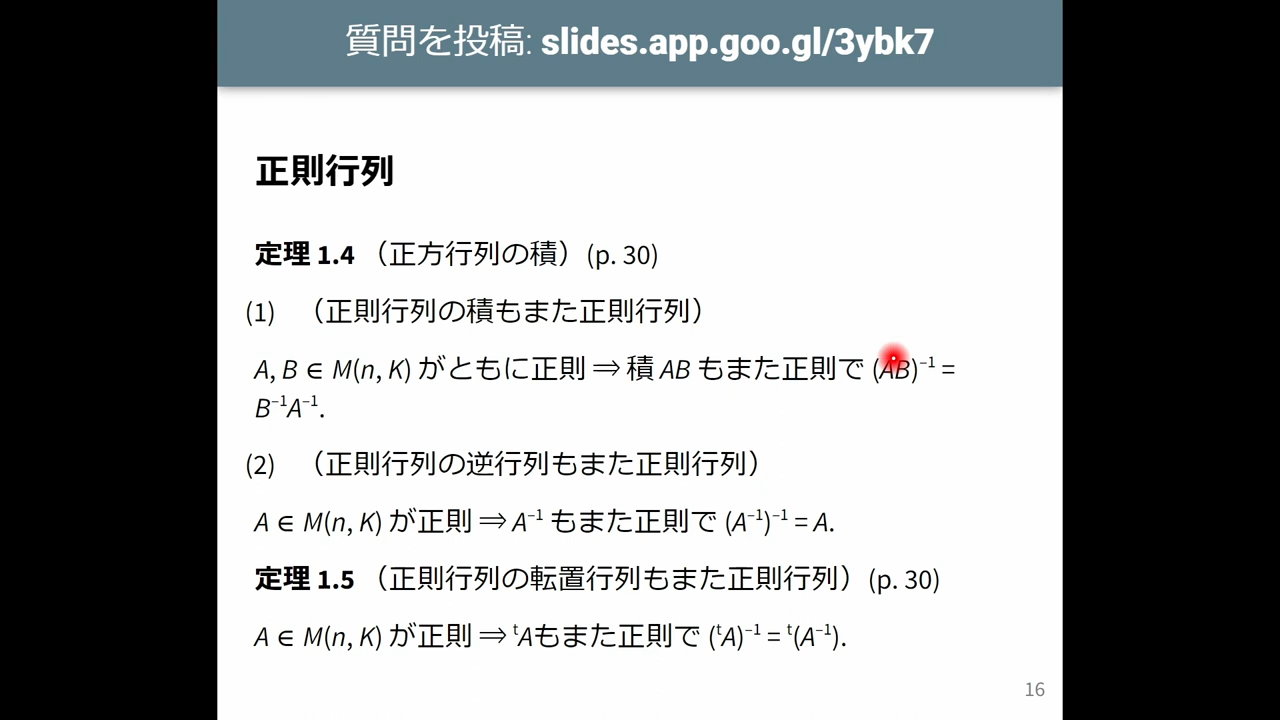 質問を投稿: slides.app.goo.gl/3ybk7
正則行列
定理 1.4 （正方行列の積）(p. 30)
(1) （正則行列の積もまた正則行列）
A, B ∈ M(n, K) がともに正則 ⇒ 積 AB もまた正則で (AB)⁻¹ =
B⁻¹A⁻¹.
(2) （正則行列の逆行列もまた正則行列）
A ∈ M(n, K) が正則 ⇒ A⁻¹ もまた正則で (A⁻¹)⁻¹ = A.
定理 1.5 （正則行列の転置行列もまた正則行列）(p. 30)
A ∈ M(n, K) が正則 ⇒ ᵗAもまた正則で (ᵗA)⁻¹ = ᵗ(A⁻¹).
16